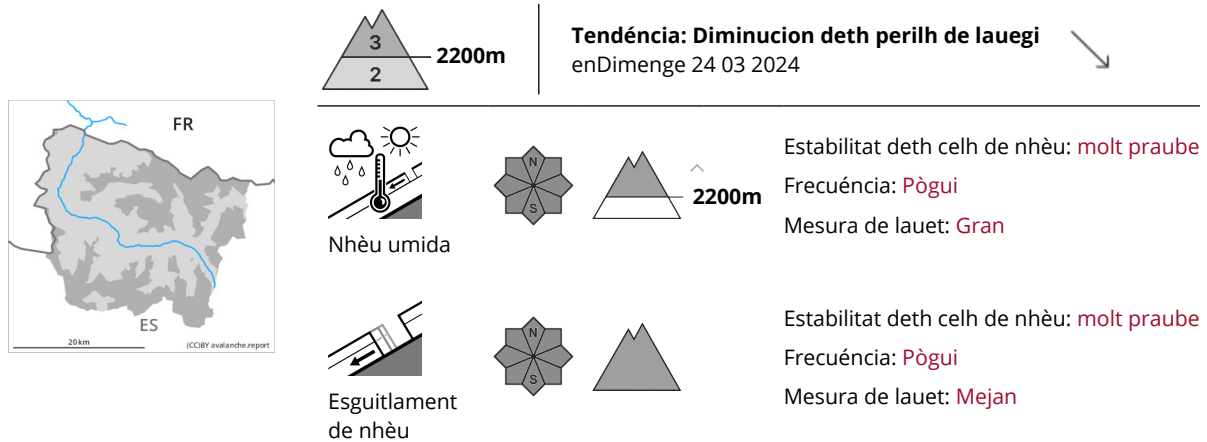 3
2
2200m
Tendéncia: Diminucion deth perilh de lauegi
enDimenge 24 03 2024
FR
ES
20 km
(CC)BY avalanche.report
Nhèu umida
N
S
2200m
Estabilitat deth celh de nhèu: molt praube
Frecuéncia: Pògui
Mesura de lauet: Gran
Esguitlament
de nhèu
N
S
Estabilitat deth celh de nhèu: molt praube
Frecuéncia: Pògui
Mesura de lauet: Mejan